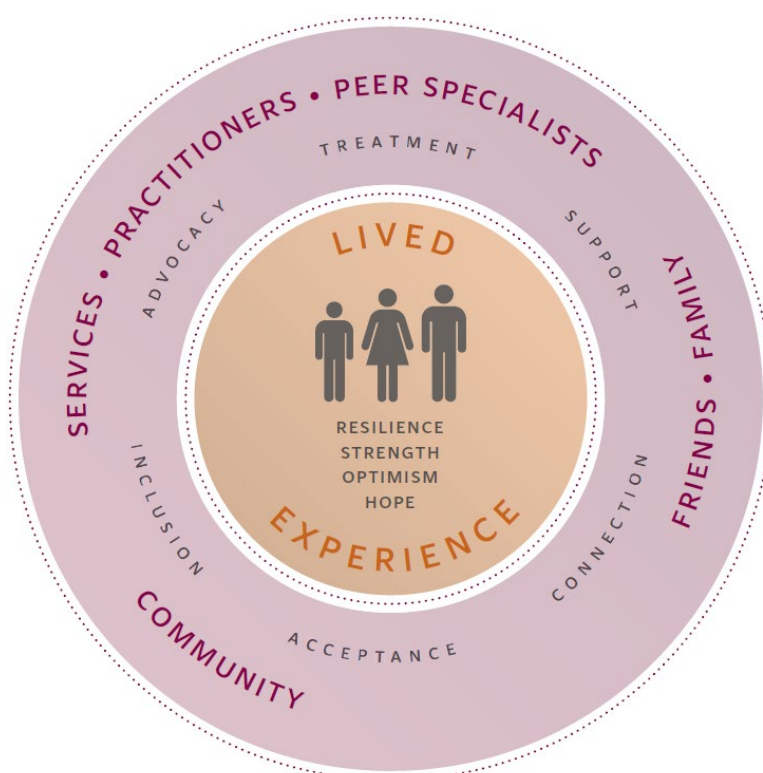 SERVICES • PRACTITIONERS • PEER SPECIALISTS
FRIENDS • FAMILY
COMMUNITY
ADVOCACY
TREATMENT
SUPPORT
CONNECTION
ACCEPTANCE
INCLUSION
LIVED
RESILIENCE
STRENGTH
OPTIMISM
HOPE
EXPERIENCE